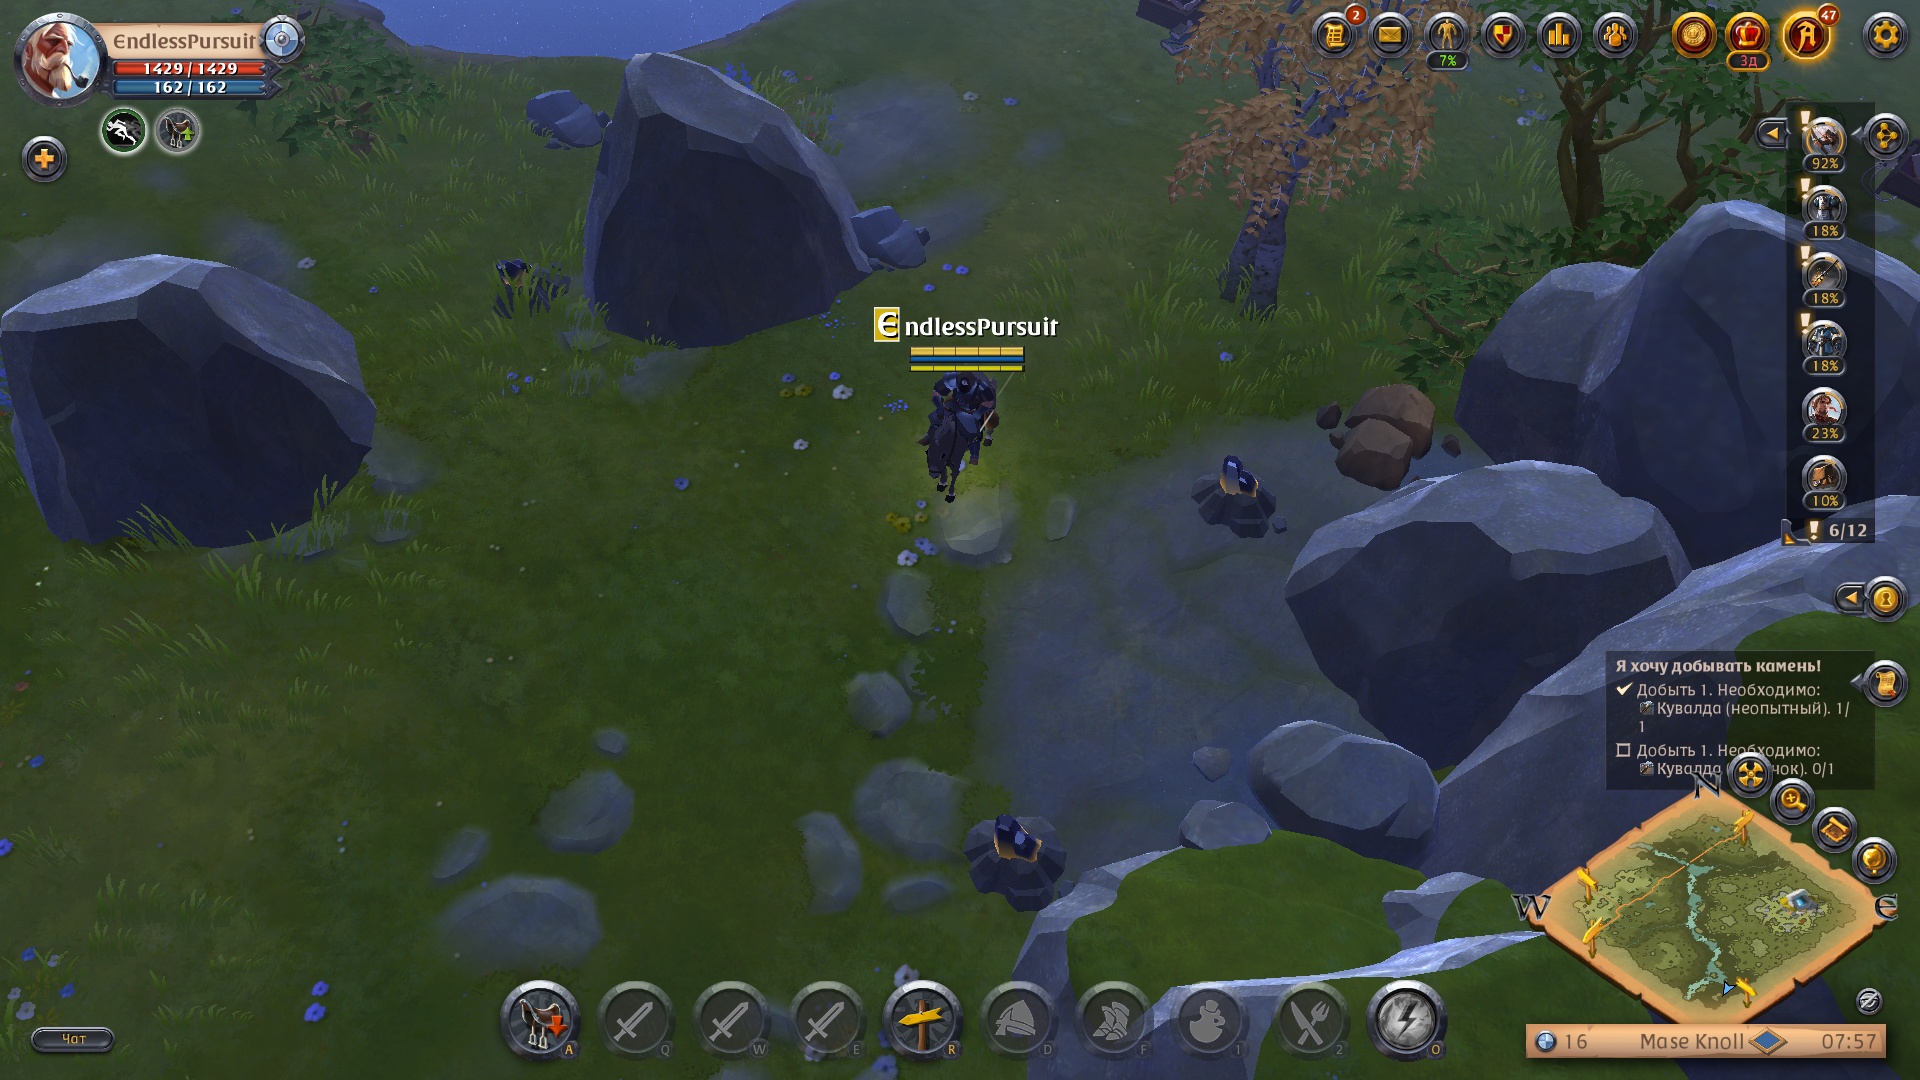 EndlessPursuit
1429 / 1429
162 / 162
2
7%
3д
47
92%
18%
18%
18%
23%
10%
6/12
EndlessPursuit
Я хочу добывать камень!
Добыть 1. Необходимо:
Кувалда (неопытный). 1/
1
Добыть 1. Необходимо:
Кувалда
чок). 0/1
N
W
E
Чат
A
Q
W
E
R
D
F
1
2
O
16
Mase Knoll
07:57